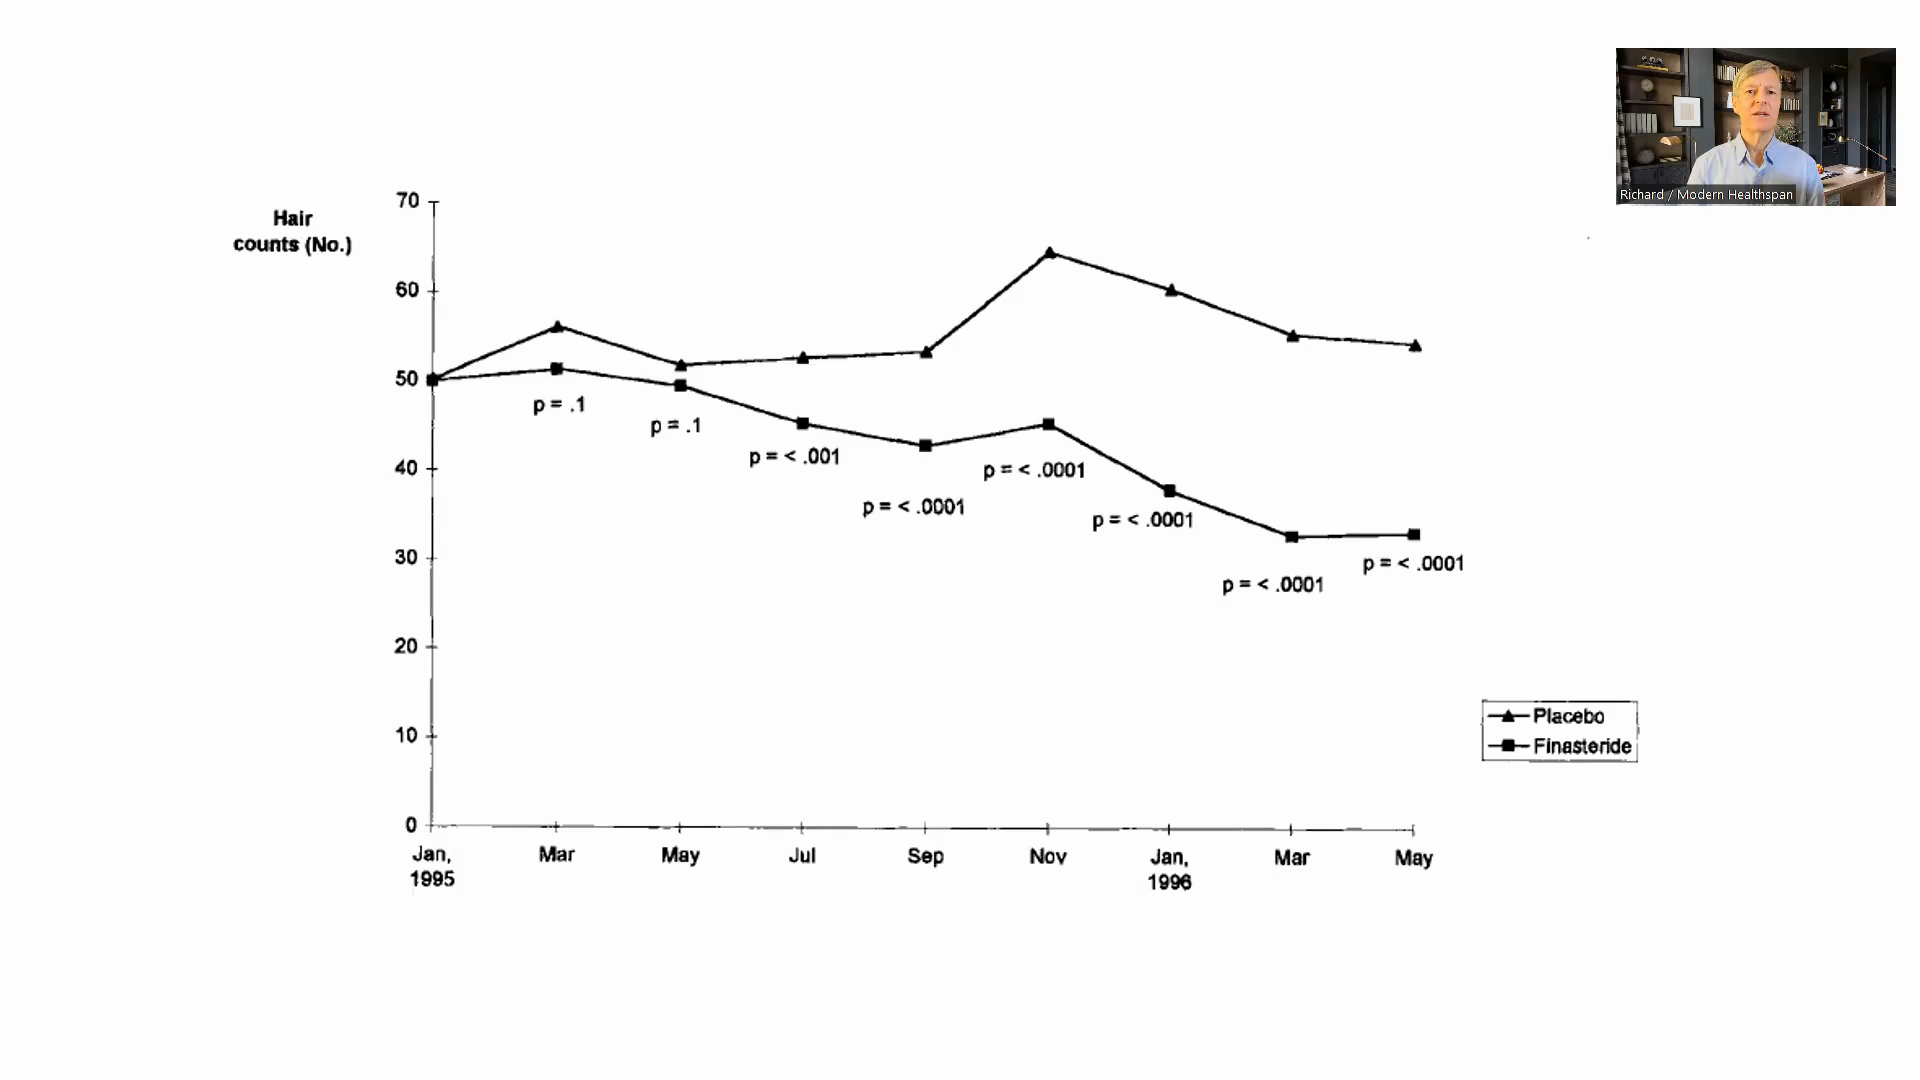 Richard / Modern Healthspan
Hair
counts (No.)
70
60
50
40
30
20
10
0
p = .1
p = .1
p = < .001
p = < .0001
p = < .0001
p = < .0001
p = < .0001
p = < .0001
Jan,
1995
Mar
May
Jul
Sep
Nov
Jan,
1996
Mar
May
Placebo
Finasteride